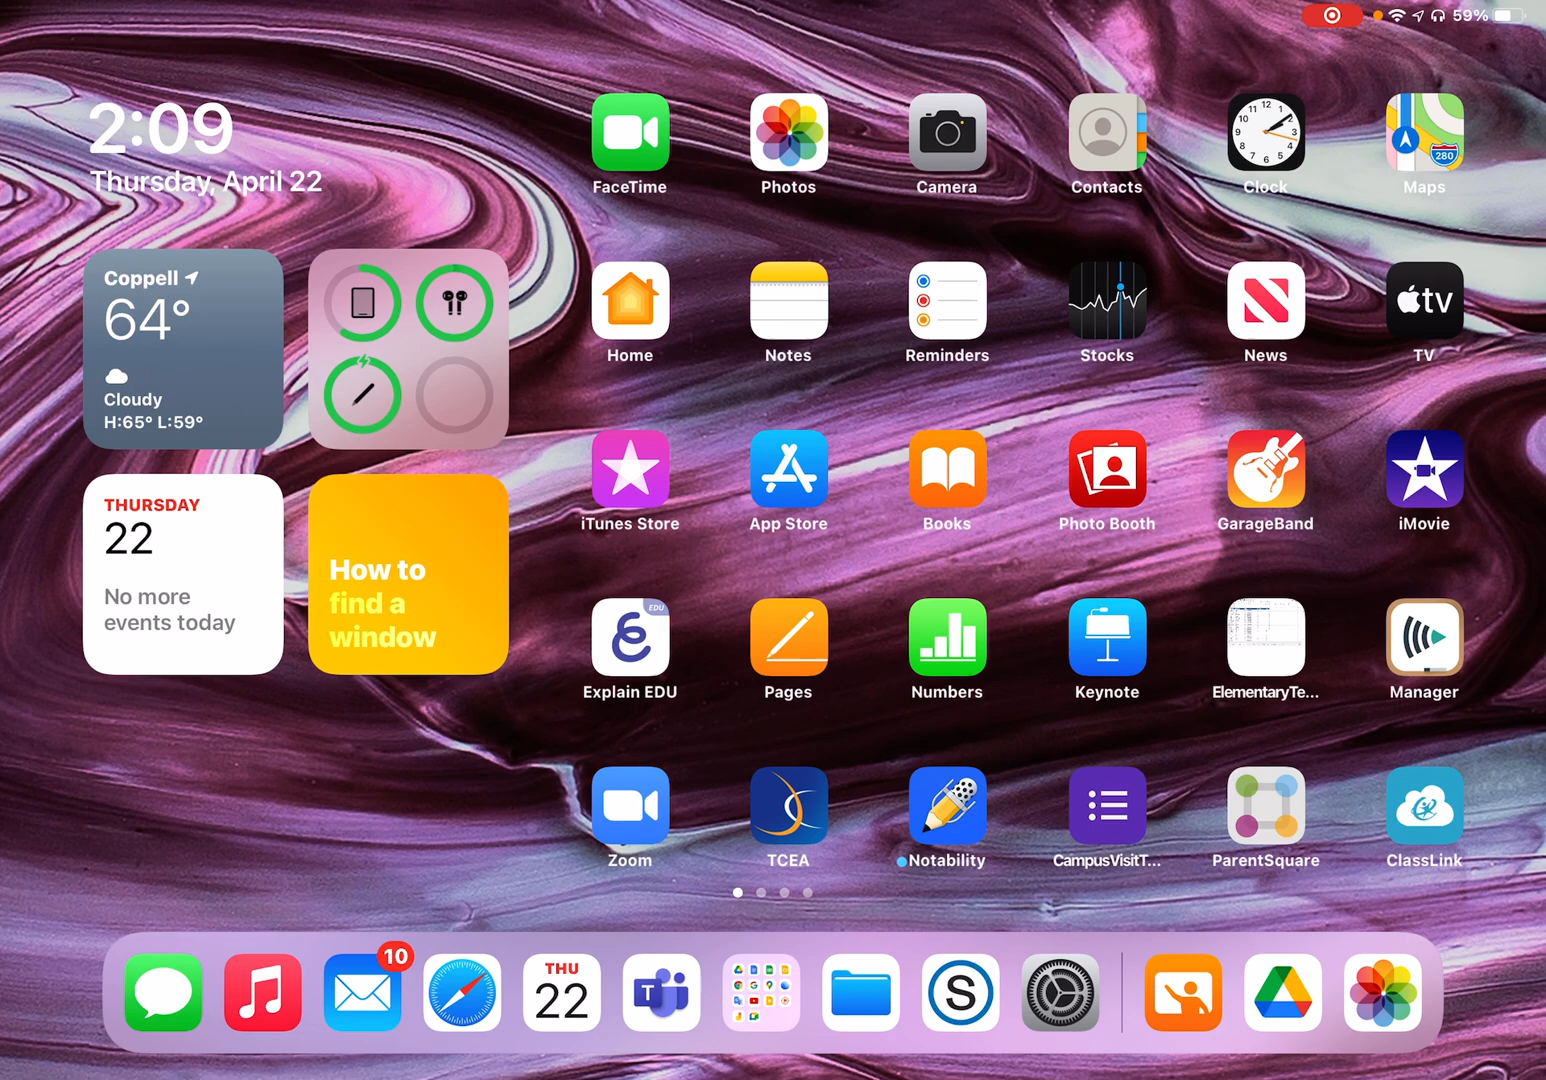 59%
2:09
Thursday, April 22
Coppell
64°
Cloudy
H:65° L:59°
THURSDAY
22
No more
events today
How to
find a
window
FaceTime
Photos
Camera
Contacts
Clock
Maps
280
Home
Notes
Reminders
Stocks
News
tv
TV
iTunes Store
App Store
Books
Photo Booth
GarageBand
iMovie
EDU
Explain EDU
Pages
Numbers
Keynote
ElementaryTe...
Manager
Zoom
TCEA
Notability
CampusVisitT...
ParentSquare
ClassLink
10
THU
22
T
S